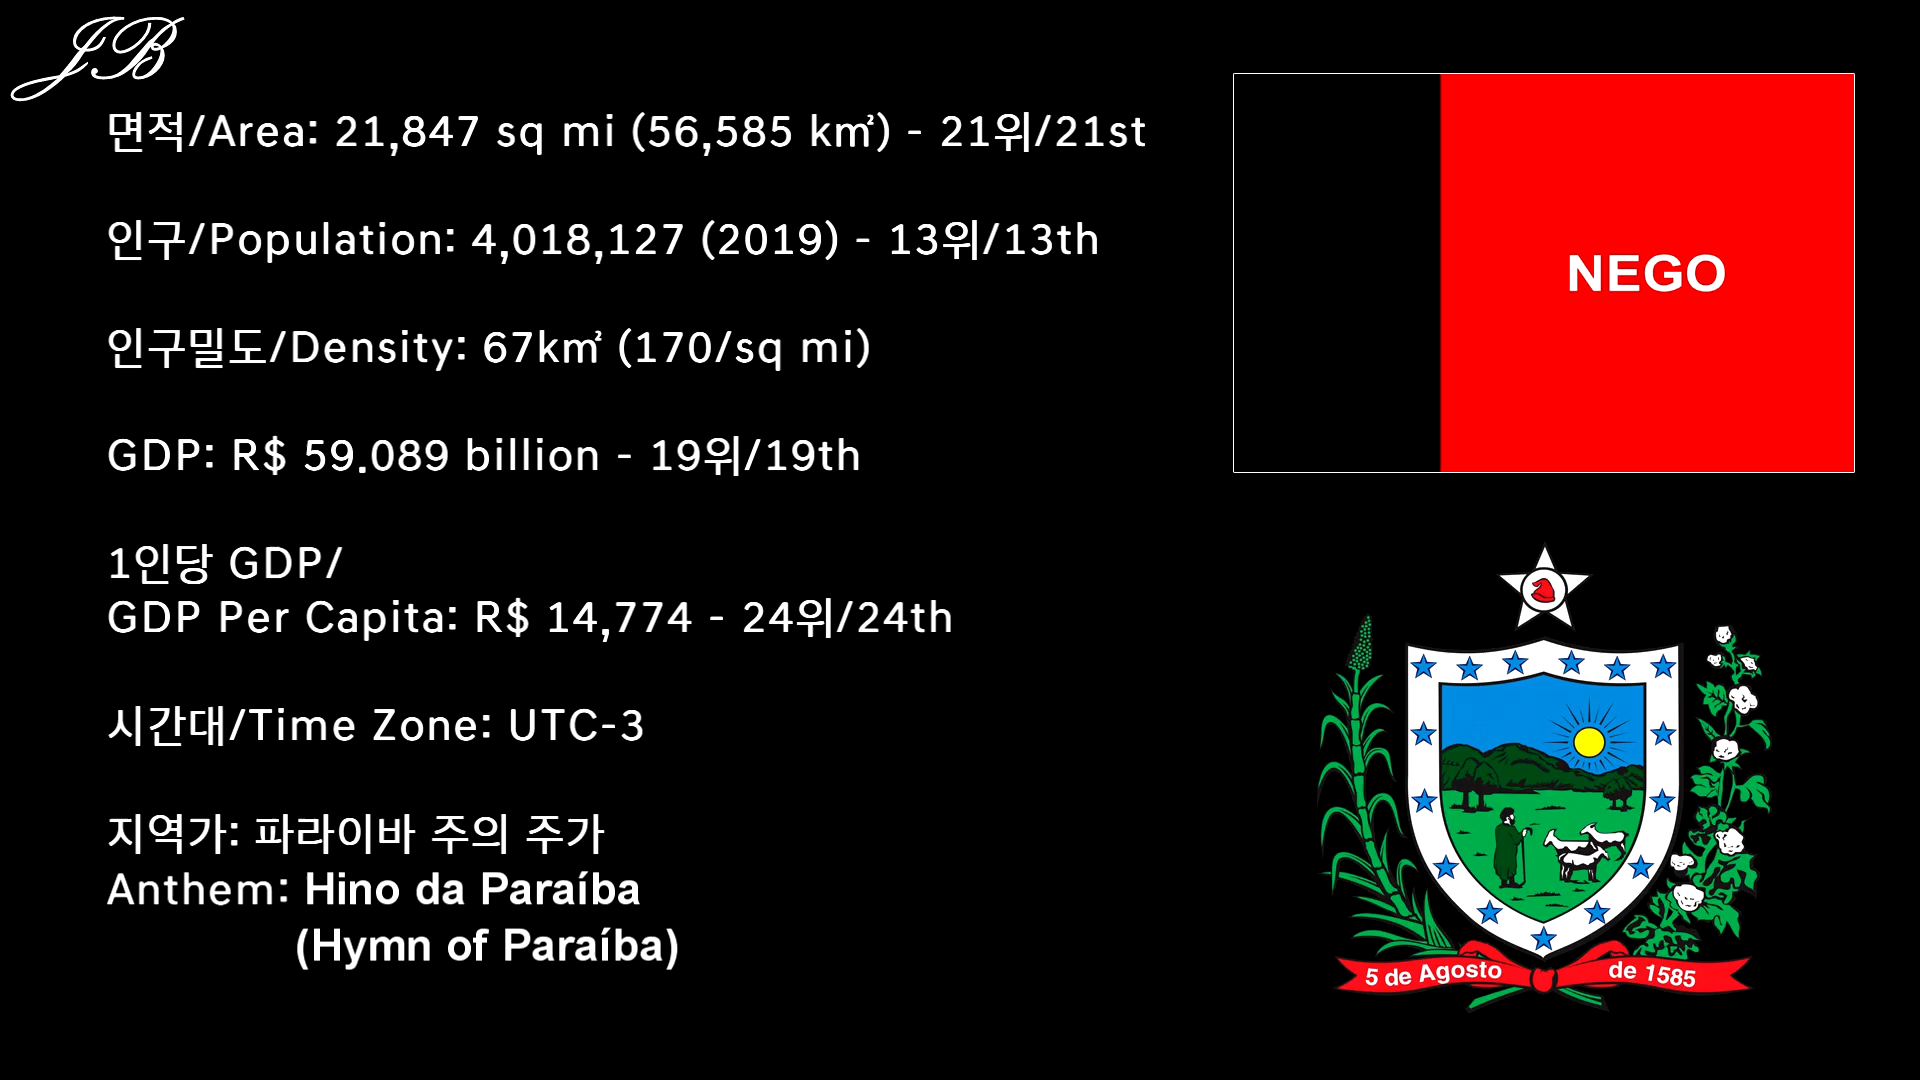 JB
면적/Area: 21,847 sq mi (56,585 km²) - 21위/21st
인구/Population: 4,018,127 (2019) - 13위/13th
인구밀도/Density: 67km² (170/sq mi)
GDP: R$ 59.089 billion - 19위/19th
1인당 GDP/
GDP Per Capita: R$ 14,774 - 24위/24th
시간대/Time Zone: UTC-3
지역가: 파라이바 주의 주가
Anthem: Hino da Paraíba
(Hymn of Paraíba)
NEGO
5 de Agosto de 1585